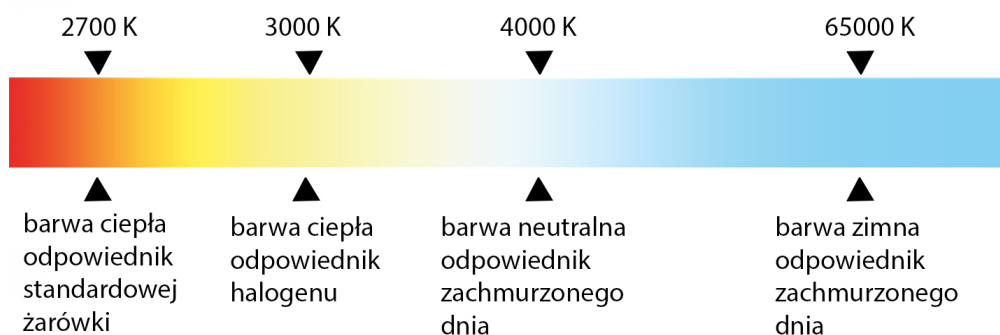 2700 K
3000 K
4000 K
65000 K
barwa ciepła
odpowiednik
standardowej
żarówki
barwa ciepła
odpowiednik
halogenu
barwa neutralna
odpowiednik
zachmurzonego
dnia
barwa zimna
odpowiednik
zachmurzonego
dnia